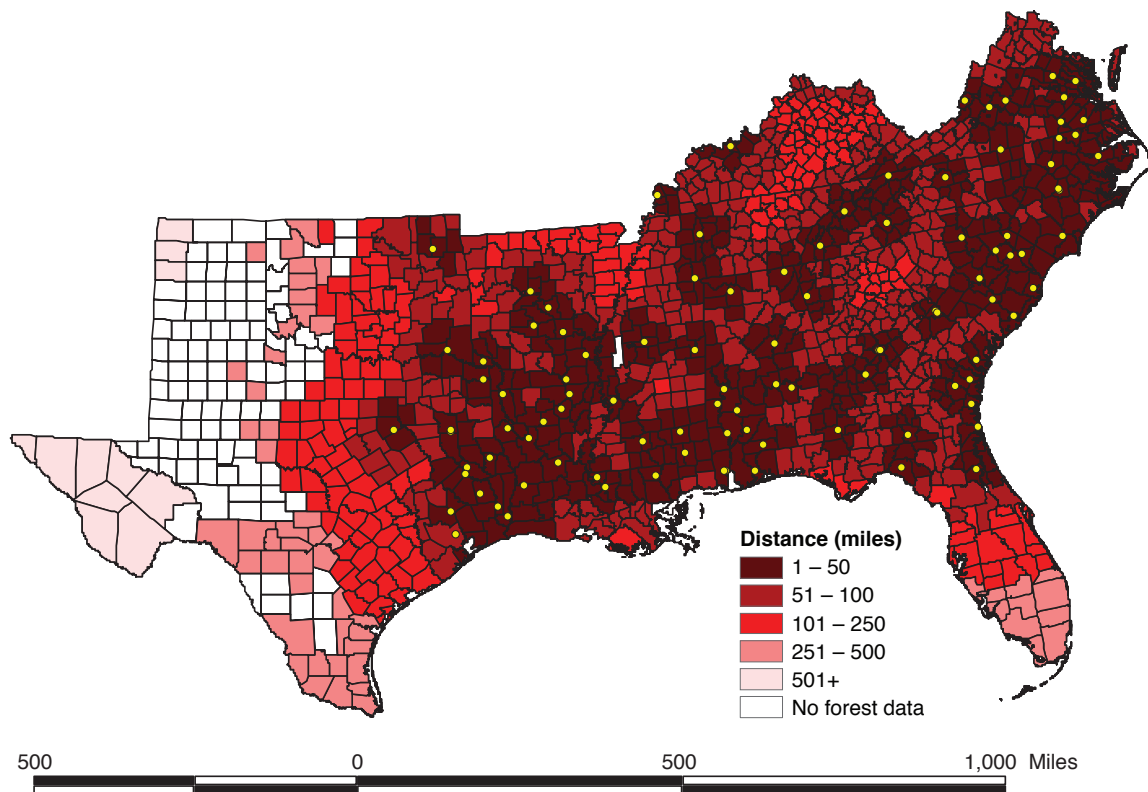 Distance (miles)
1 – 50
51 – 100
101 – 250
251 – 500
501+
No forest data
500 0 500 1,000 Miles